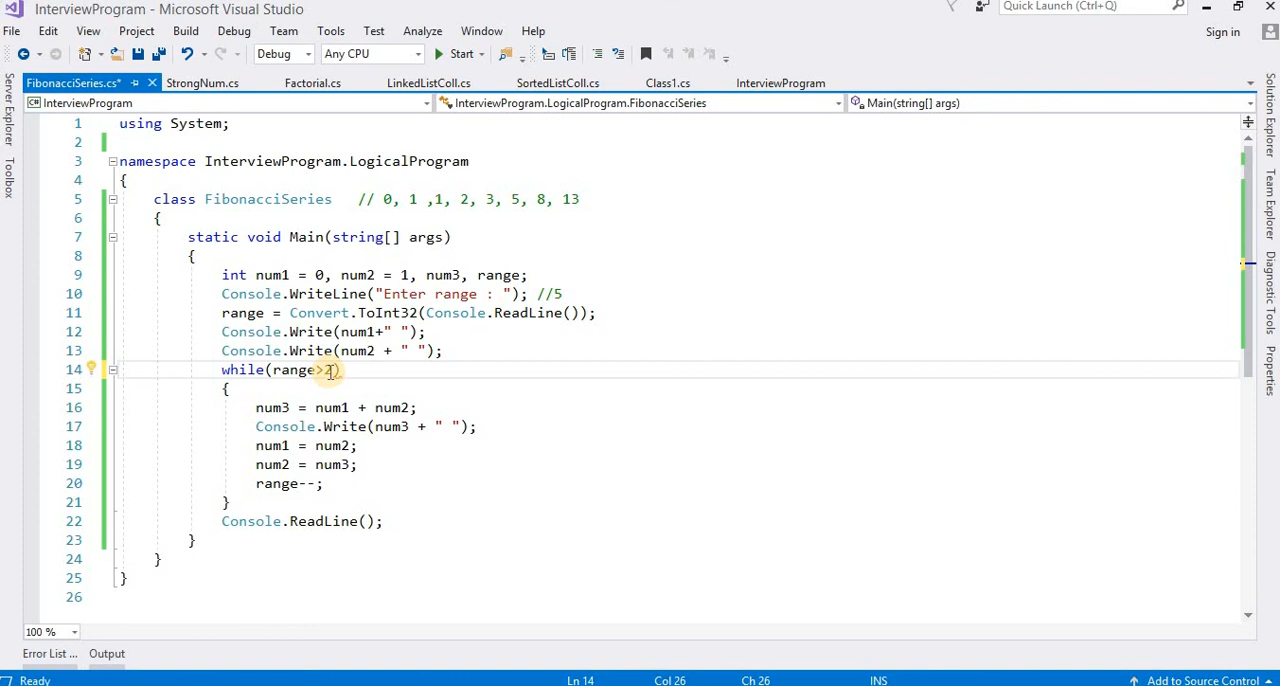 InterviewProgram - Microsoft Visual Studio
Quick Launch (Ctrl+Q)
File Edit View Project Build Debug Team Tools Test Analyze Window Help
Sign in
Debug Any CPU Start
FibonacciSeries.cs* StrongNum.cs Factorial.cs LinkedListColl.cs SortedListColl.cs Class1.cs InterviewProgram
C# InterviewProgram InterviewProgram.LogicalProgram.FibonacciSeries Main(string[] args)
Server Explorer
Toolbox
1 using System;
2
3 namespace InterviewProgram.LogicalProgram
4 {
5 class FibonacciSeries // 0, 1 ,1, 2, 3, 5, 8, 13
6 {
7 static void Main(string[] args)
8 {
9 int num1 = 0, num2 = 1, num3, range;
10 Console.WriteLine("Enter range : "); //5
11 range = Convert.ToInt32(Console.ReadLine());
12 Console.Write(num1+" ");
13 Console.Write(num2 + " ");
14 while(range>2)
15 {
16 num3 = num1 + num2;
17 Console.Write(num3 + " ");
18 num1 = num2;
19 num2 = num3;
20 range--;
21 }
22 Console.ReadLine();
23 }
24 }
25 }
26
Solution Explorer
Team Explorer
Diagnostic Tools
Properties
100 %
Error List ... Output
Ready Ln 14 Col 26 Ch 26 INS Add to Source Control